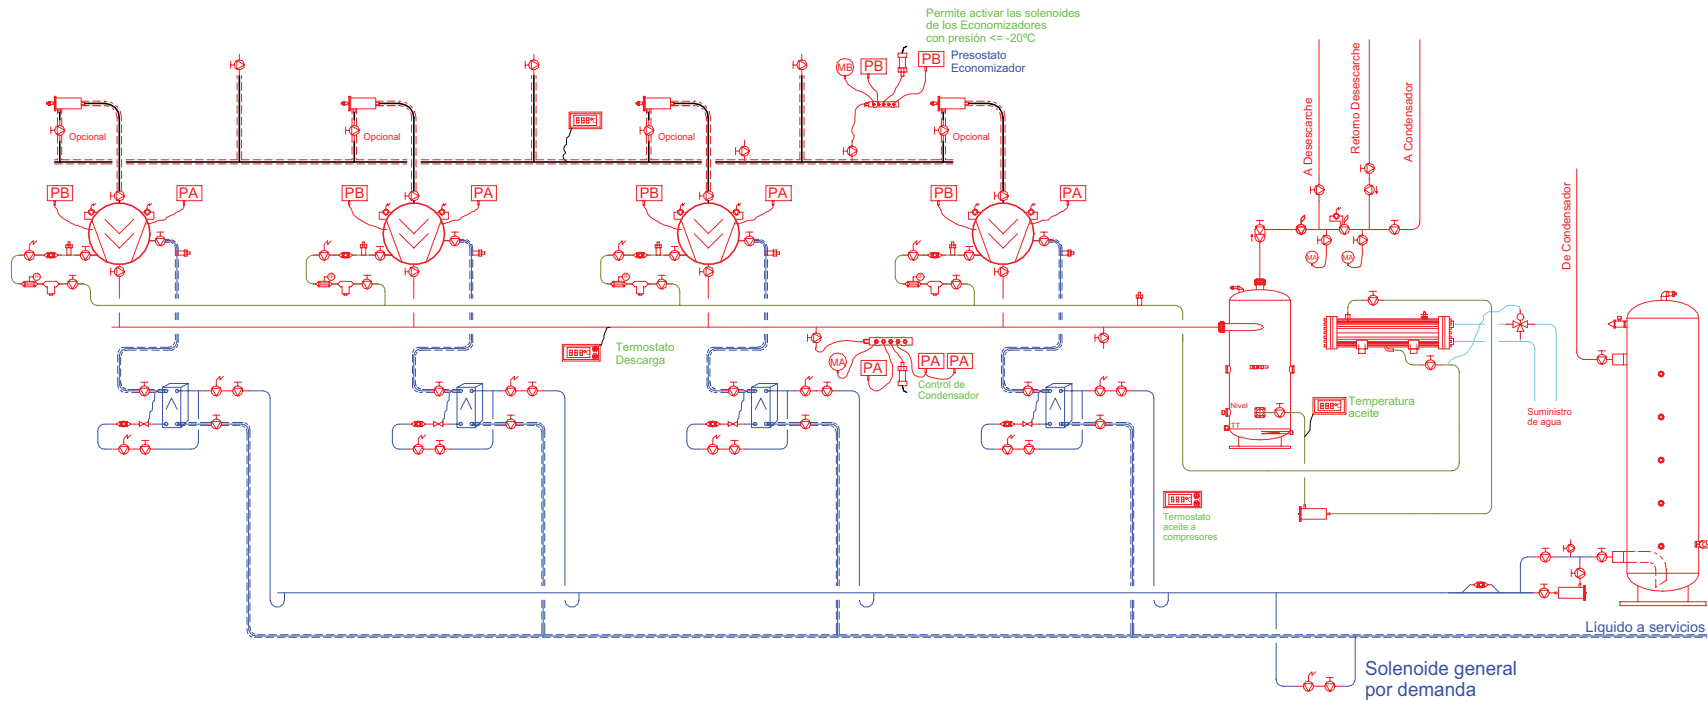 Permite activar las solenoides
de los Economizadores
con presión <= -20ºC
Presostato
Economizador
MB
PB
PB
Opcional
Opcional
Opcional
Opcional
PB
PA
PB
PA
PB
PA
PB
PA
A Desescarche
Retorno Desescarche
A Condensador
De Condensador
MA
MA
Termostato
Descarga
MA
PA
PA
PA
Control de
Condensador
Nivel
TT
Temperatura
aceite
Suministro
de agua
Termostato
aceite a
compresores
Líquido a servicios
Solenoide general
por demanda